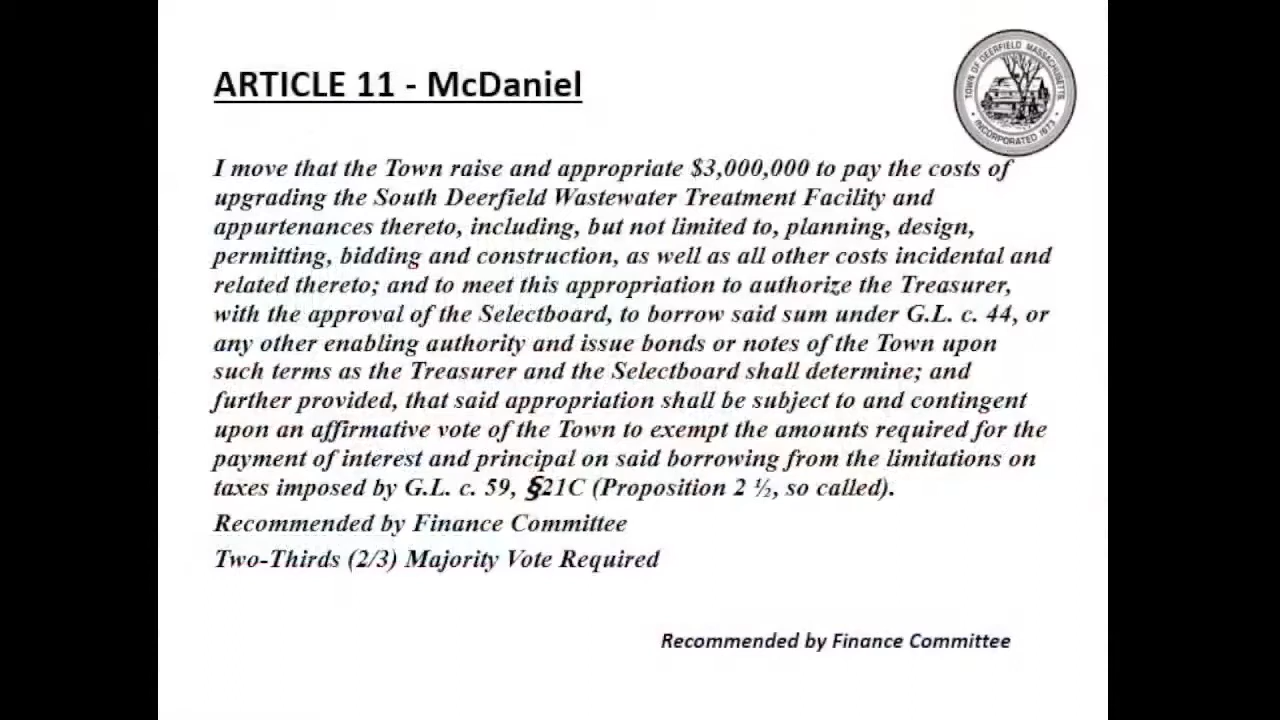 ARTICLE 11 - McDaniel
TOWN OF DEERFIELD MASSACHUSETTS
INCORPORATED 1673
I move that the Town raise and appropriate $3,000,000 to pay the costs of
upgrading the South Deerfield Wastewater Treatment Facility and
appurtenances thereto, including, but not limited to, planning, design,
permitting, bidding and construction, as well as all other costs incidental and
related thereto; and to meet this appropriation to authorize the Treasurer,
with the approval of the Selectboard, to borrow said sum under G.L. c. 44, or
any other enabling authority and issue bonds or notes of the Town upon
such terms as the Treasurer and the Selectboard shall determine; and
further provided, that said appropriation shall be subject to and contingent
upon an affirmative vote of the Town to exempt the amounts required for the
payment of interest and principal on said borrowing from the limitations on
taxes imposed by G.L. c. 59, §21C (Proposition 2 ½, so called).
Recommended by Finance Committee
Two-Thirds (2/3) Majority Vote Required
Recommended by Finance Committee